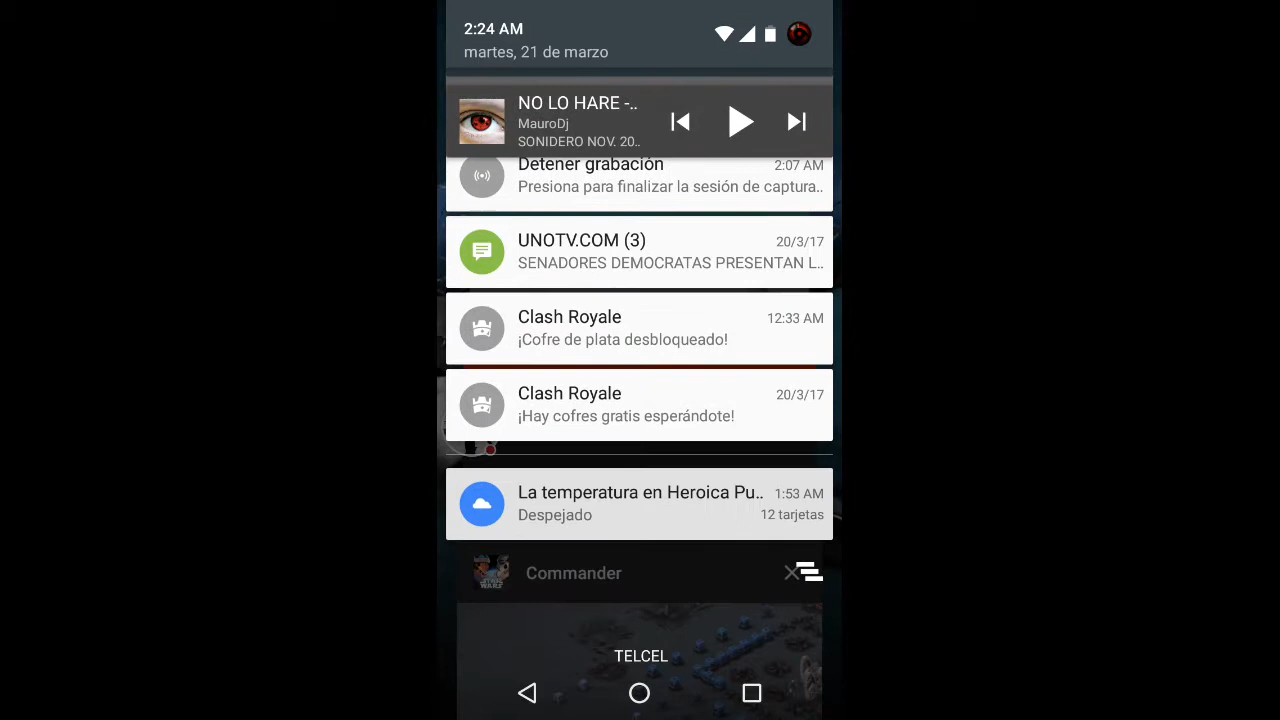 2:24 AM
martes, 21 de marzo
NO LO HARE -..
MauroDj
SONIDERO NOV. 20..
Detener grabación 2:07 AM
Presiona para finalizar la sesión de captura..
UNOTV.COM (3) 20/3/17
SENADORES DEMOCRATAS PRESENTAN L..
Clash Royale 12:33 AM
¡Cofre de plata desbloqueado!
Clash Royale 20/3/17
¡Hay cofres gratis esperándote!
La temperatura en Heroica Pu.. 1:53 AM
Despejado 12 tarjetas
STAR WARS
Commander
TELCEL